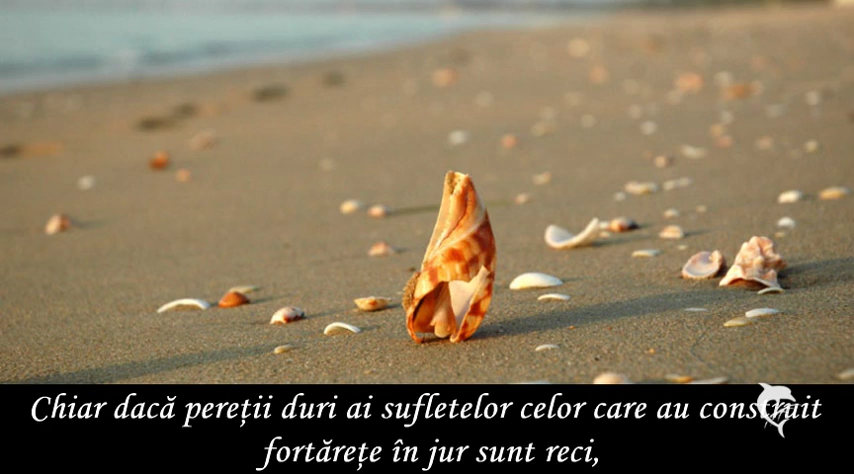 Chiar dacă pereții duri ai sufletelor celor care au construit
fortărețe în jur sunt reci,